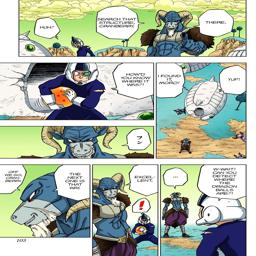 THERE.
SEARCH THAT
STRUCTURE,
CRANBERRI.
HUH?
YUP!
I FOUND
IT,
MORO!
HOW'D
YOU KNOW
WHERE IT
WAS?!
?
W-WAIT!
CAN YOU
DETECT
WHERE THE
DRAGON
BALLS
ARE?!
...
EXCEL-
LENT.
!
THE
NEXT
ONE IS
THAT
WAY.